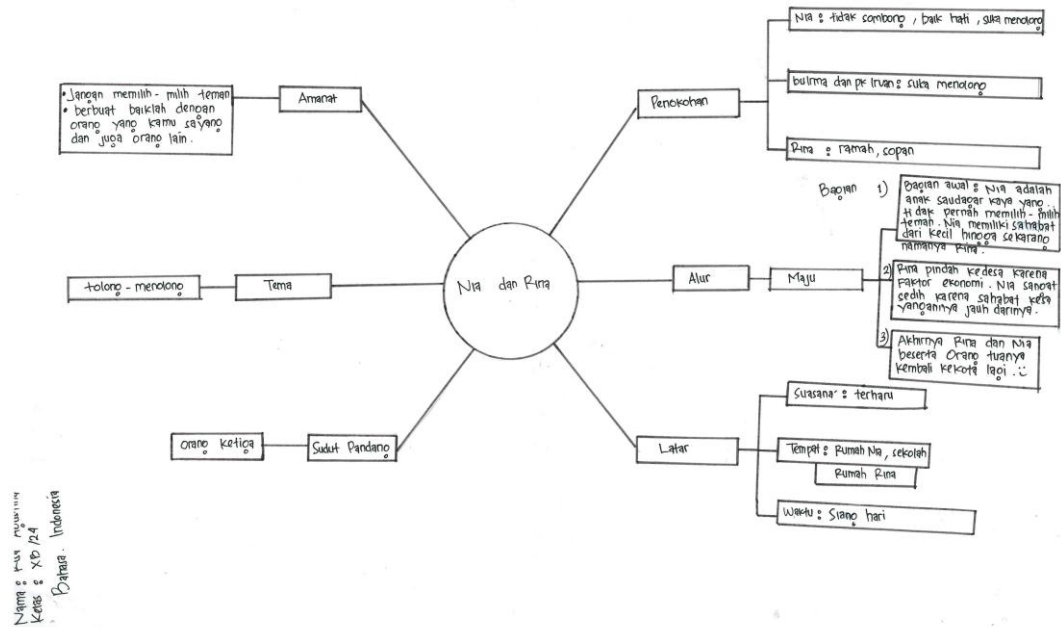 Nia dan Rina
Amanat
• Jangan memilih - milih teman
• berbuat baiklah dengan
orang yang kamu sayang
dan juga orang lain.
Tema
tolong - menolong
Sudut Pandang
orang ketiga
Penokohan
Nia : tidak sombong, baik hati, suka menolong
buIrma dan pk Irvan : suka menolong
Rina : ramah, sopan
Alur
Maju
Bagian 1)
Bagian awal : Nia adalah
anak saudagar kaya yang.
tidak pernah memilih - milih
teman. Nia memiliki sahabat
dari kecil hingga sekarang
namanya Rina.
2)
Rina pindah kedesa karena
Faktor ekonomi. Nia sangat
sedih karena sahabat kesa
yangannya jauh darinya.
3)
Akhirnya Rina dan Nia
beserta Orang tuanya
kembali kekota lagi.
Latar
Suasana : terharu
Tempat : Rumah Nia, sekolah
Rumah Rina
Waktu : Siang hari
Nama :
Kelas : XB /24
Bahasa. Indonesia